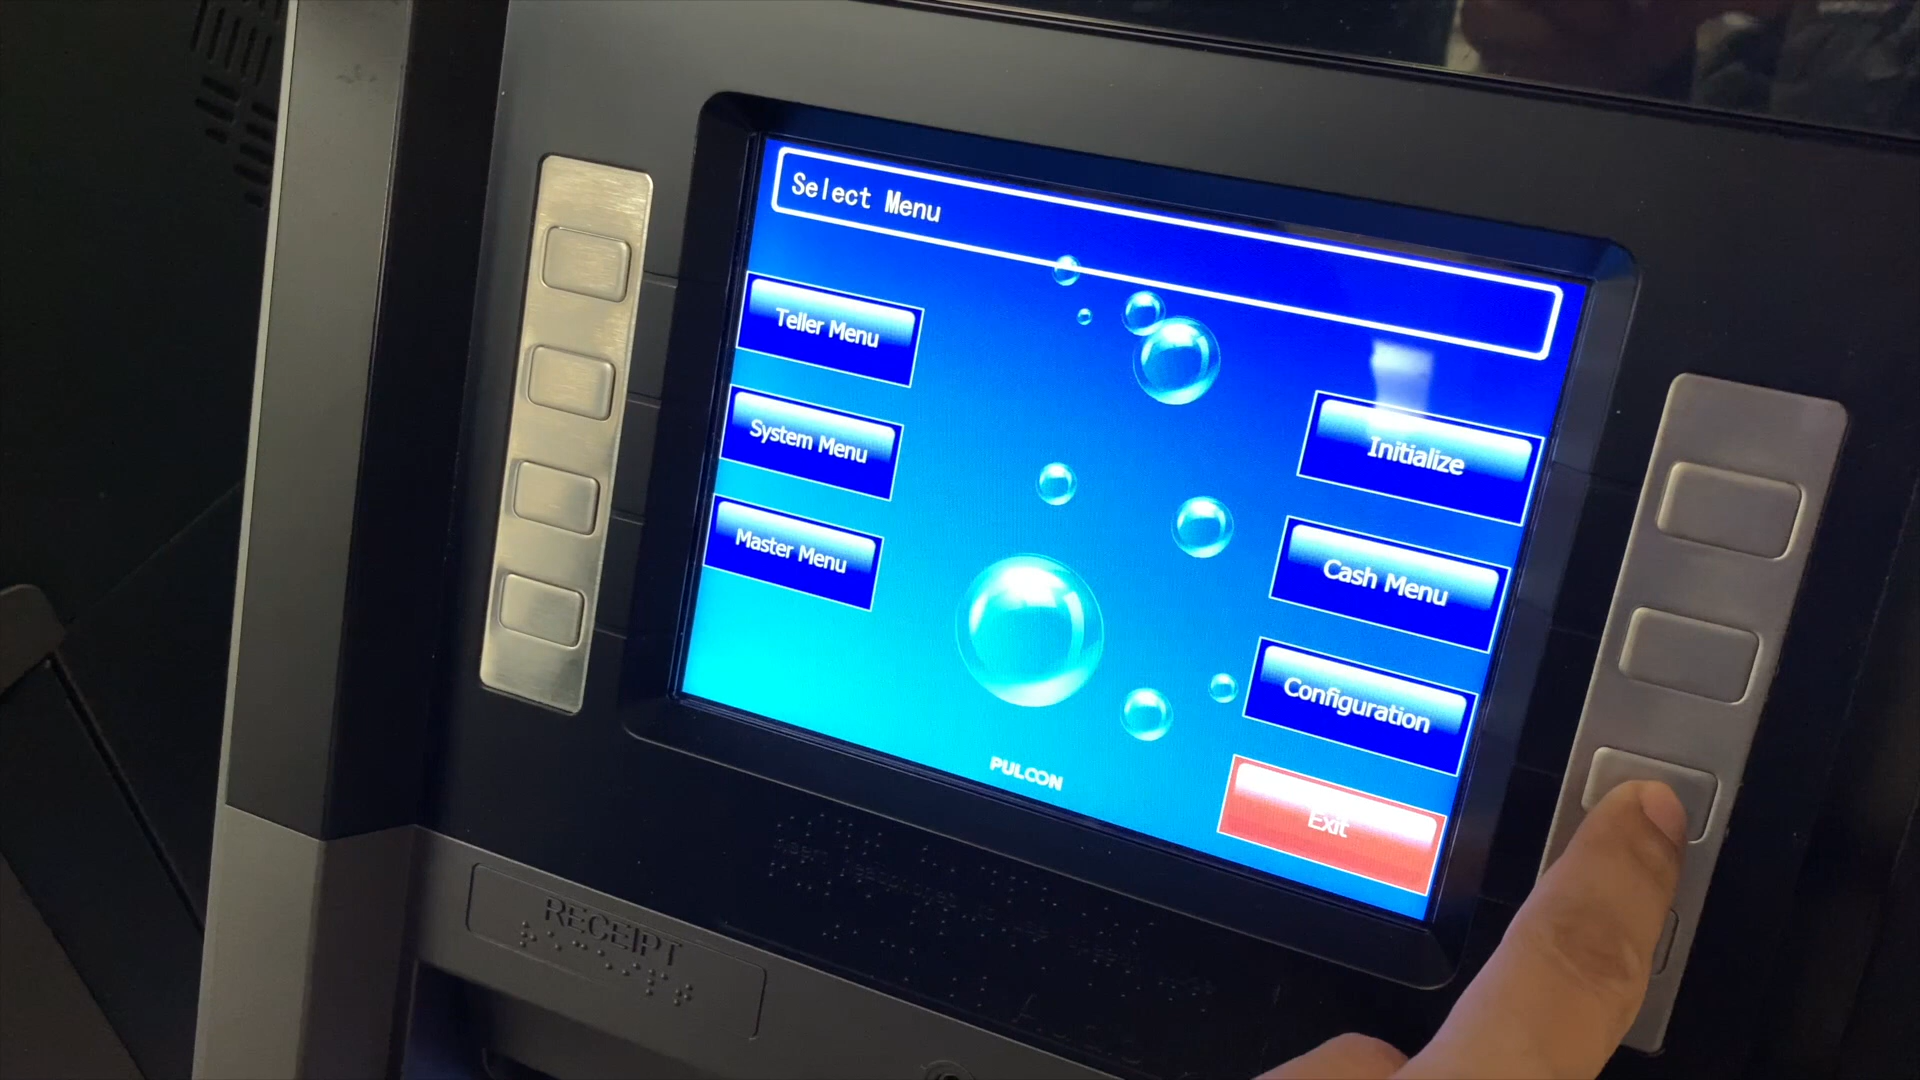 Select Menu
Teller Menu
System Menu
Master Menu
Initialize
Cash Menu
Configuration
Exit
PULOON
RECEIPT